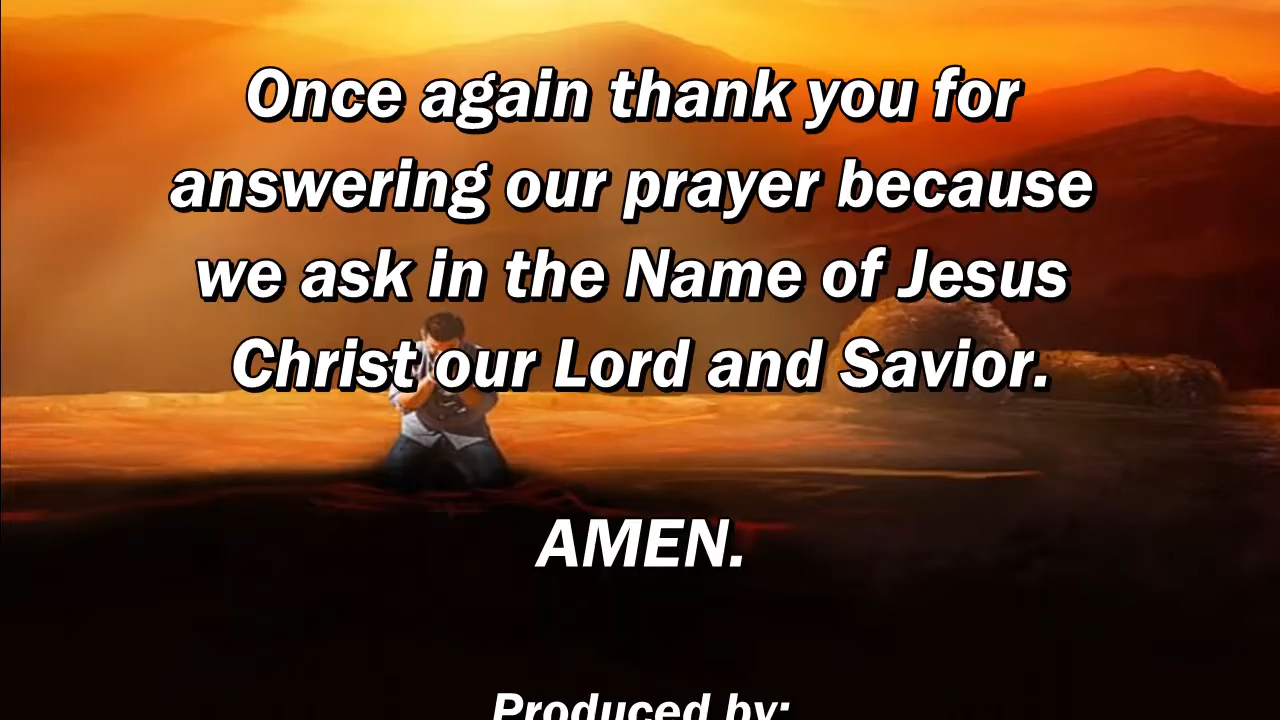 Once again thank you for
answering our prayer because
we ask in the Name of Jesus
Christ our Lord and Savior.
AMEN.
Produced by: